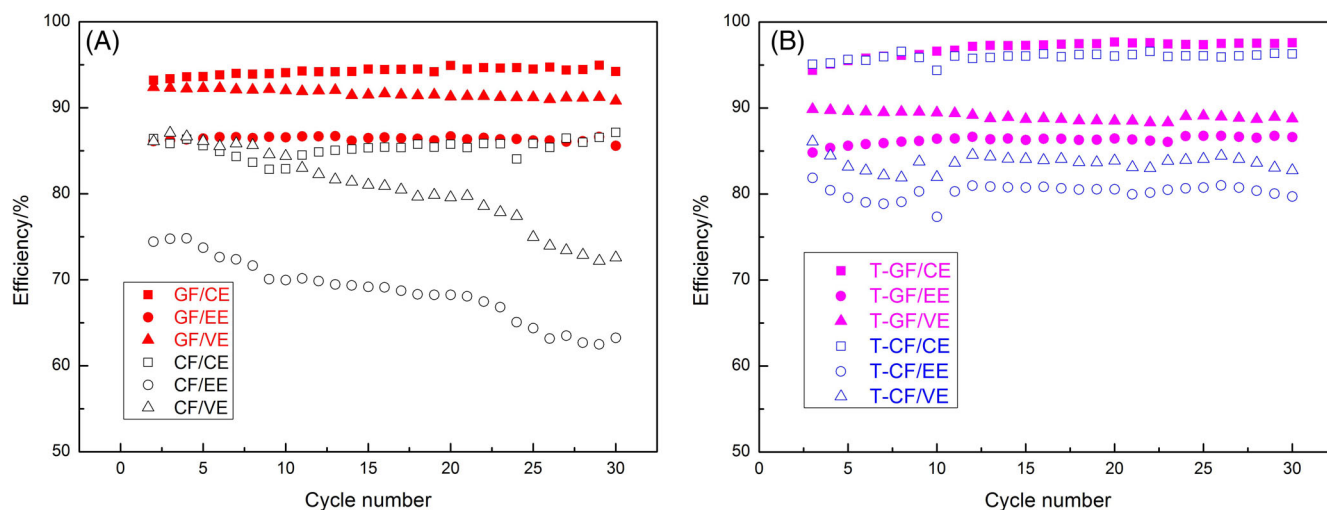 (A)
Efficiency/%
100
90
80
70
60
50
GF/CE
GF/EE
GF/VE
CF/CE
CF/EE
CF/VE
0 5 10 15 20 25 30
Cycle number
(B)
Efficiency/%
100
90
80
70
60
50
T-GF/CE
T-GF/EE
T-GF/VE
T-CF/CE
T-CF/EE
T-CF/VE
0 5 10 15 20 25 30
Cycle number